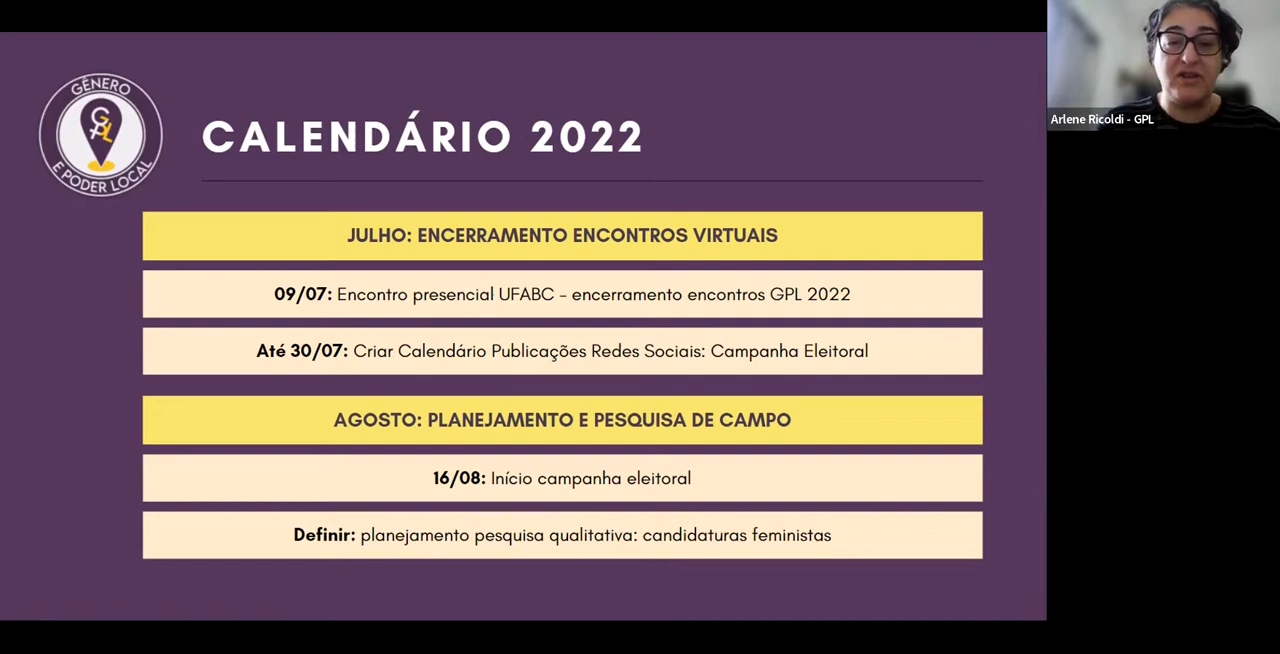 GÊNERO
GPL
E PODER LOCAL
CALENDÁRIO 2022
JULHO: ENCERRAMENTO ENCONTROS VIRTUAIS
09/07: Encontro presencial UFABC - encerramento encontros GPL 2022
Até 30/07: Criar Calendário Publicações Redes Sociais: Campanha Eleitoral
AGOSTO: PLANEJAMENTO E PESQUISA DE CAMPO
16/08: Início campanha eleitoral
Definir: planejamento pesquisa qualitativa: candidaturas feministas
Arlene Ricoldi - GPL